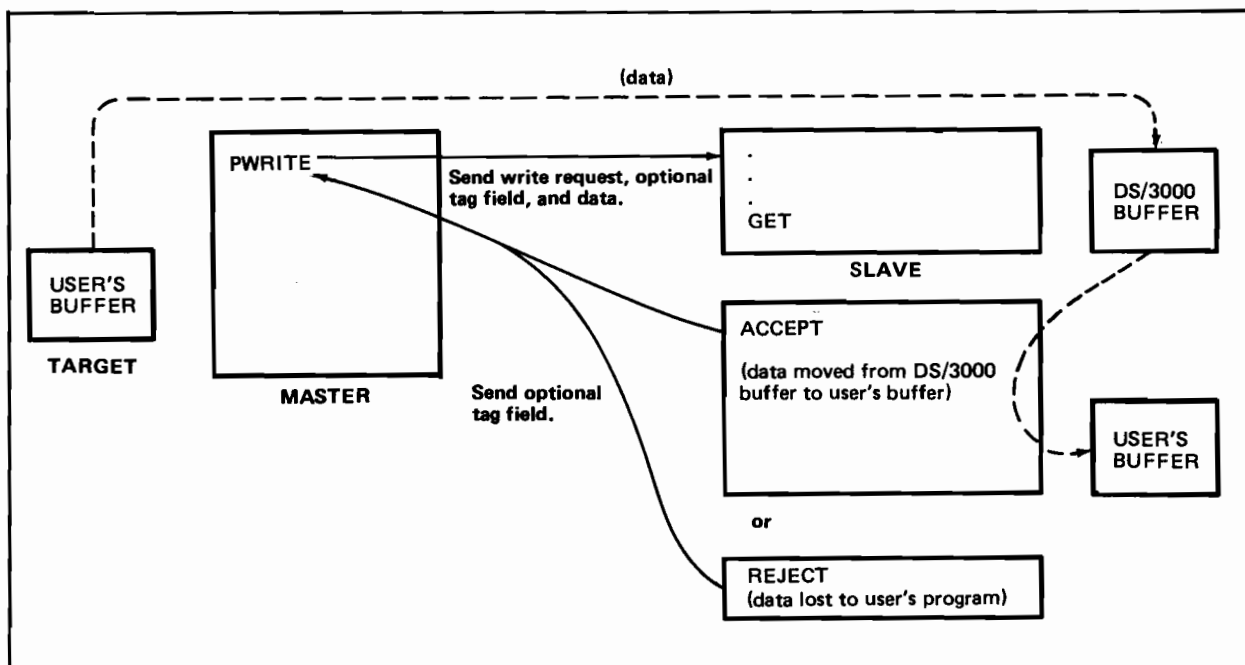 (data)
PWRITE
Send write request, optional
tag field, and data.
.
.
.
GET
SLAVE
DS/3000
BUFFER
USER'S
BUFFER
TARGET
MASTER
Send optional
tag field.
ACCEPT
(data moved from DS/3000
buffer to user's buffer)
USER'S
BUFFER
or
REJECT
(data lost to user's program)